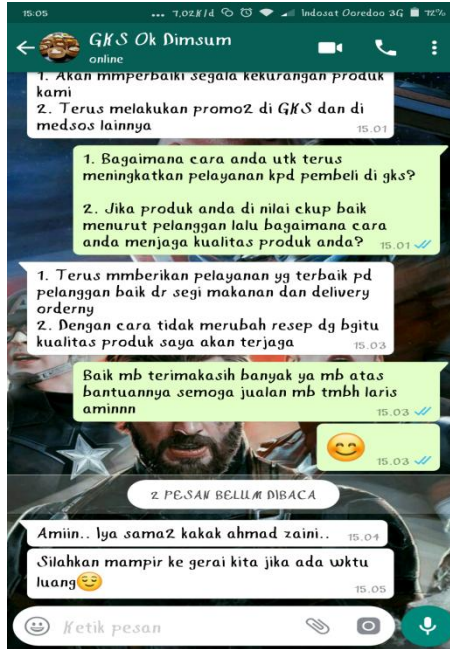 15:05 ... 7,02K/d Indosat Ooredoo 3G 72%
GKS Ok Dimsum
online
1. Akan mmperbaiki segala kekurangan produk
kami
2. Terus melakukan promo2 di GKS dan di
medsos lainnya
15.01
1. Bagaimana cara anda utk terus
meningkatkan pelayanan kpd pembeli di gks?
2. Jika produk anda di nilai ckup baik
menurut pelanggan lalu bagaimana cara
anda menjaga kualitas produk anda? 15.01
1. Terus mmberikan pelayanan yg terbaik pd
pelanggan baik dr segi makanan dan delivery
orderny
2. Dengan cara tidak merubah resep dg bgitu
kualitas produk saya akan terjaga 15.03
Baik mb terimakasih banyak ya mb atas
bantuannya semoga jualan mb tmbh laris
aminnn
15.03
😊
15.03
2 PESAN BELUM DIBACA
Amiin.. Iya sama2 kakak ahmad zaini.. 15.04
Silahkan mampir ke gerai kita jika ada wktu
luang😌
15.05
Ketik pesan